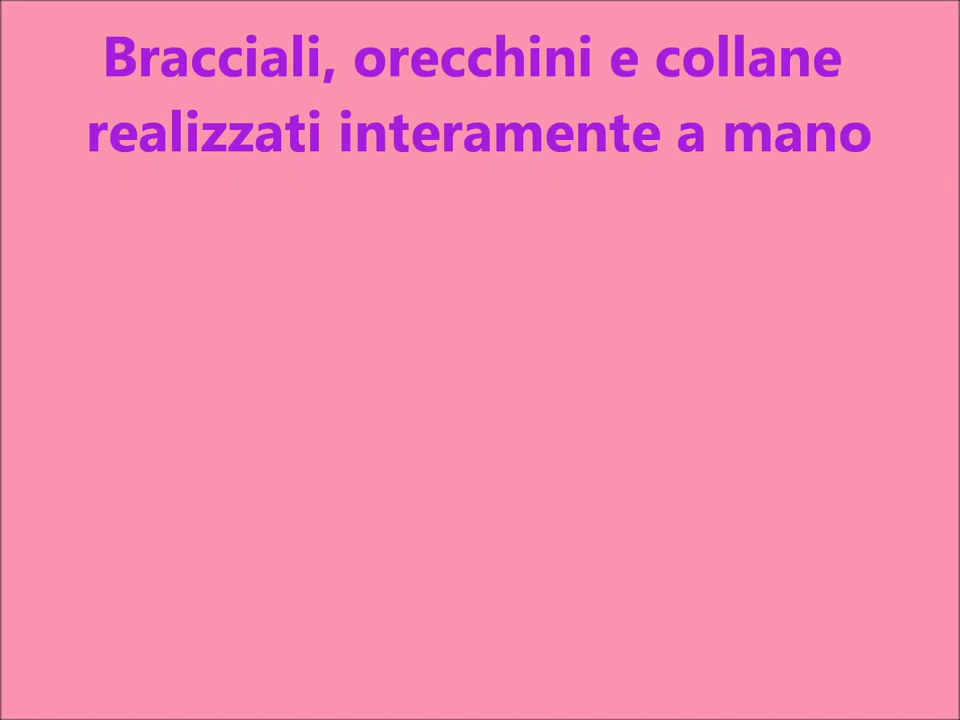 Bracciali, orecchini e collane
realizzati interamente a mano